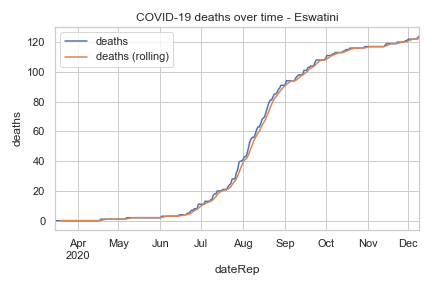 COVID-19 deaths over time - Eswatini
deaths
deaths (rolling)
deaths
120
100
80
60
40
20
0
Apr May Jun Jul Aug Sep Oct Nov Dec
2020
dateRep